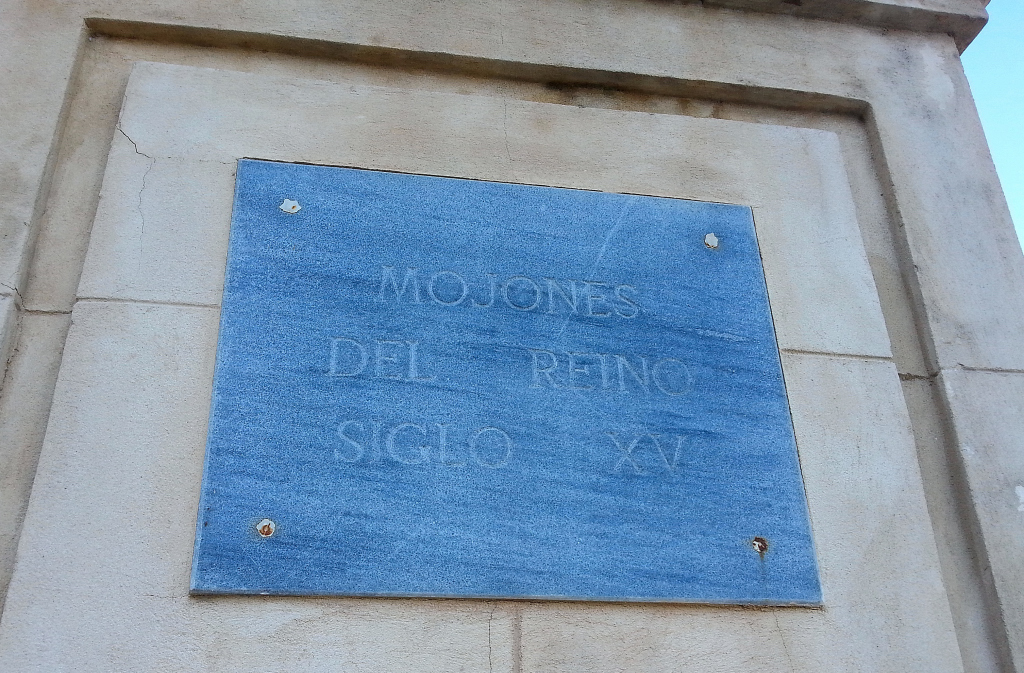 MOJONES
DEL REINO
SIGLO XV